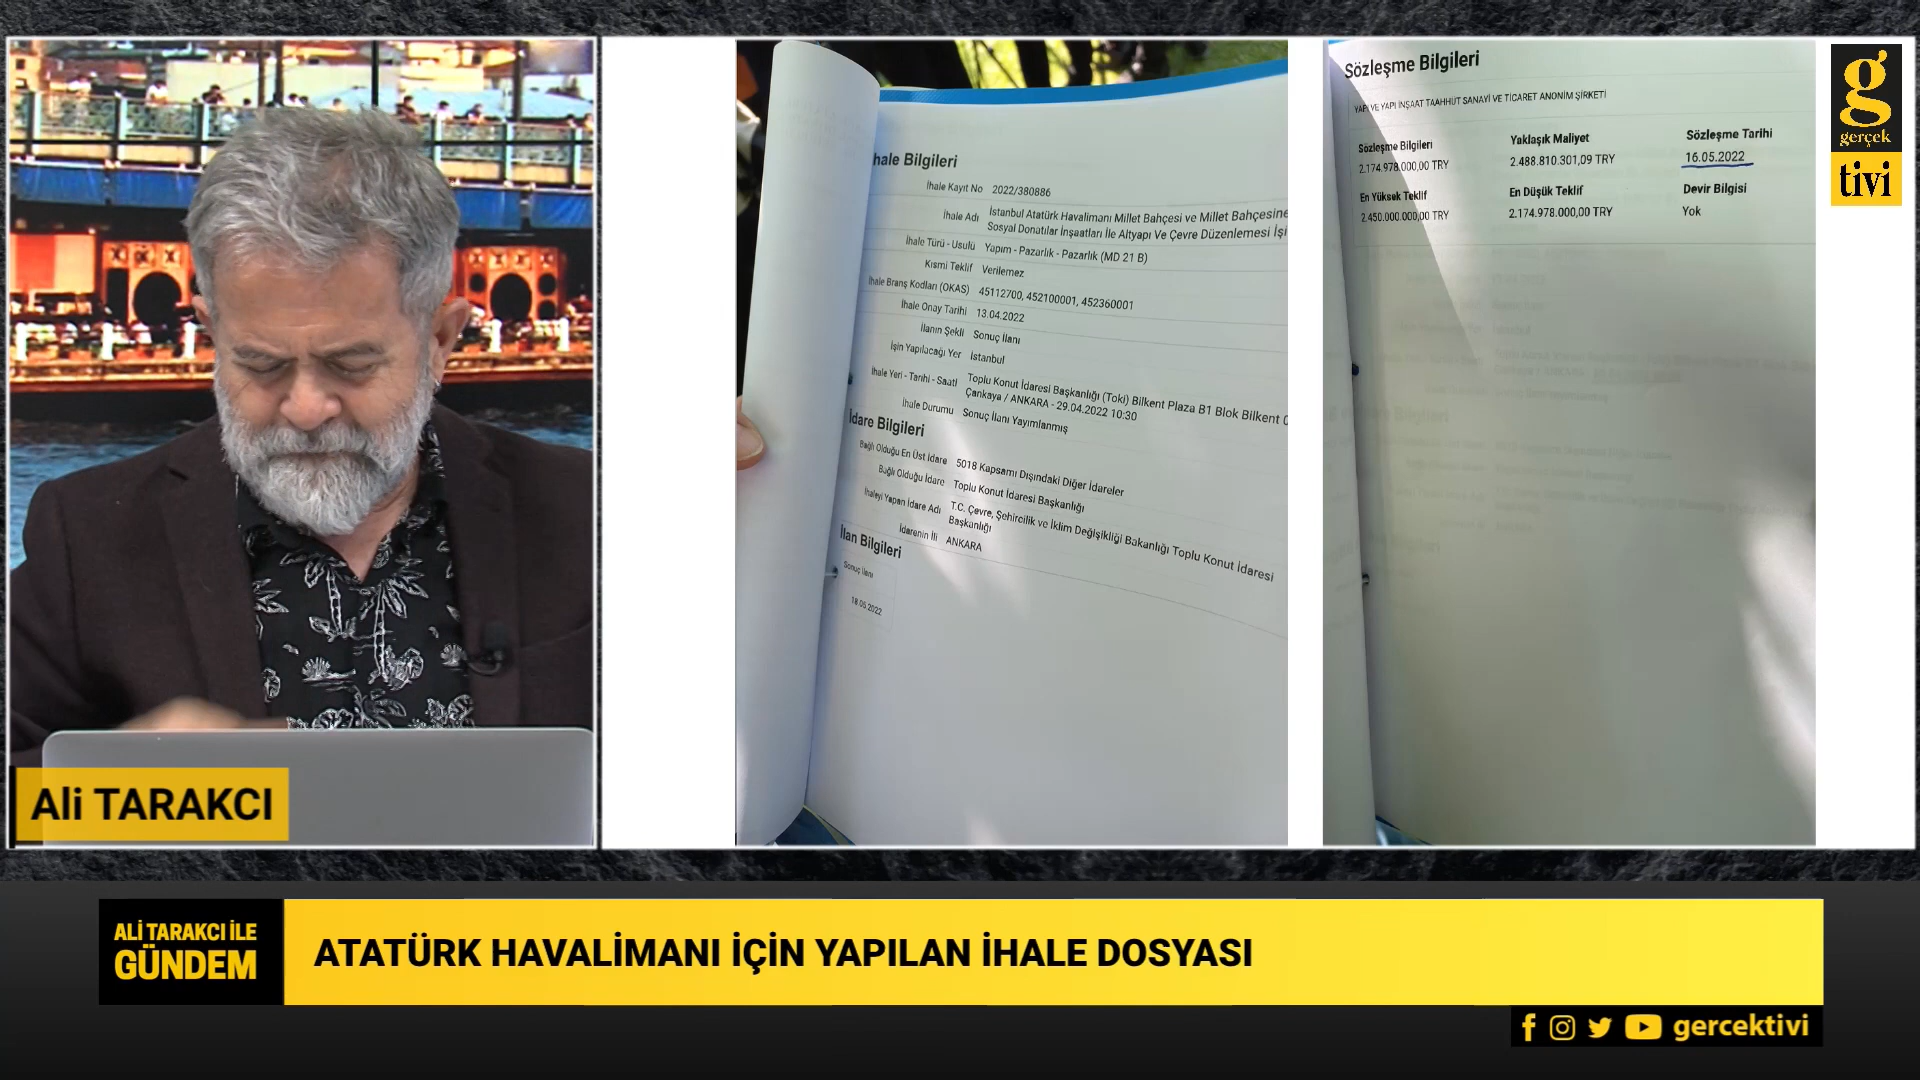 Ali TARAKCI
hale Bilgileri
İhale Kayıt No 2022/380886
İhale Adı İstanbul Atatürk Havalimanı Millet Bahçesi ve Millet Bahçesine
Sosyal Donatılar İnşaatları İle Altyapı Ve Çevre Düzenlemesi İşi
İhale Türü - Usulü Yapım - Pazarlık - Pazarlık (MD 21 B)
Kısmi Teklif Verilemez
İhale Branş Kodları (OKAS) 45112700, 452100001, 452360001
İhale Onay Tarihi 13.04.2022
İlanın Şekli Sonuç İlanı
İşin Yapılacağı Yer İstanbul
İhale Yeri - Tarihi - Saati Toplu Konut İdaresi Başkanlığı (Toki) Bilkent Plaza B1 Blok Bilkent
Çankaya / ANKARA - 29.04.2022 10:30
İhale Durumu Sonuç İlanı Yayımlanmış
İdare Bilgileri
Bağlı Olduğu En Üst İdare 5018 Kapsamı Dışındaki Diğer İdareler
Bağlı Olduğu İdare Toplu Konut İdaresi Başkanlığı
İhaleyi Yapan İdare Adı T.C. Çevre, Şehircilik ve İklim Değişikliği Bakanlığı Toplu Konut İdaresi
Başkanlığı
İdarenin İli ANKARA
İlan Bilgileri
Sonuç İlanı
18.05.2022
Sözleşme Bilgileri
YAPI VE YAPI İNŞAAT TAAHHUT SANAYİ VE TİCARET ANONİM ŞİRKETİ
Sözleşme Bilgileri Yaklaşık Maliyet Sözleşme Tarihi
2.174.978.000,00 TRY 2.488.810.301,09 TRY 16.05.2022
En Yüksek Teklif En Düşük Teklif Devir Bilgisi
2.450.000.000,00 TRY 2.174.978.000,00 TRY Yok
g
gerçek
tivi
ALİ TARAKCI İLE
GÜNDEM
ATATÜRK HAVALİMANI İÇİN YAPILAN İHALE DOSYASI
gercektivi